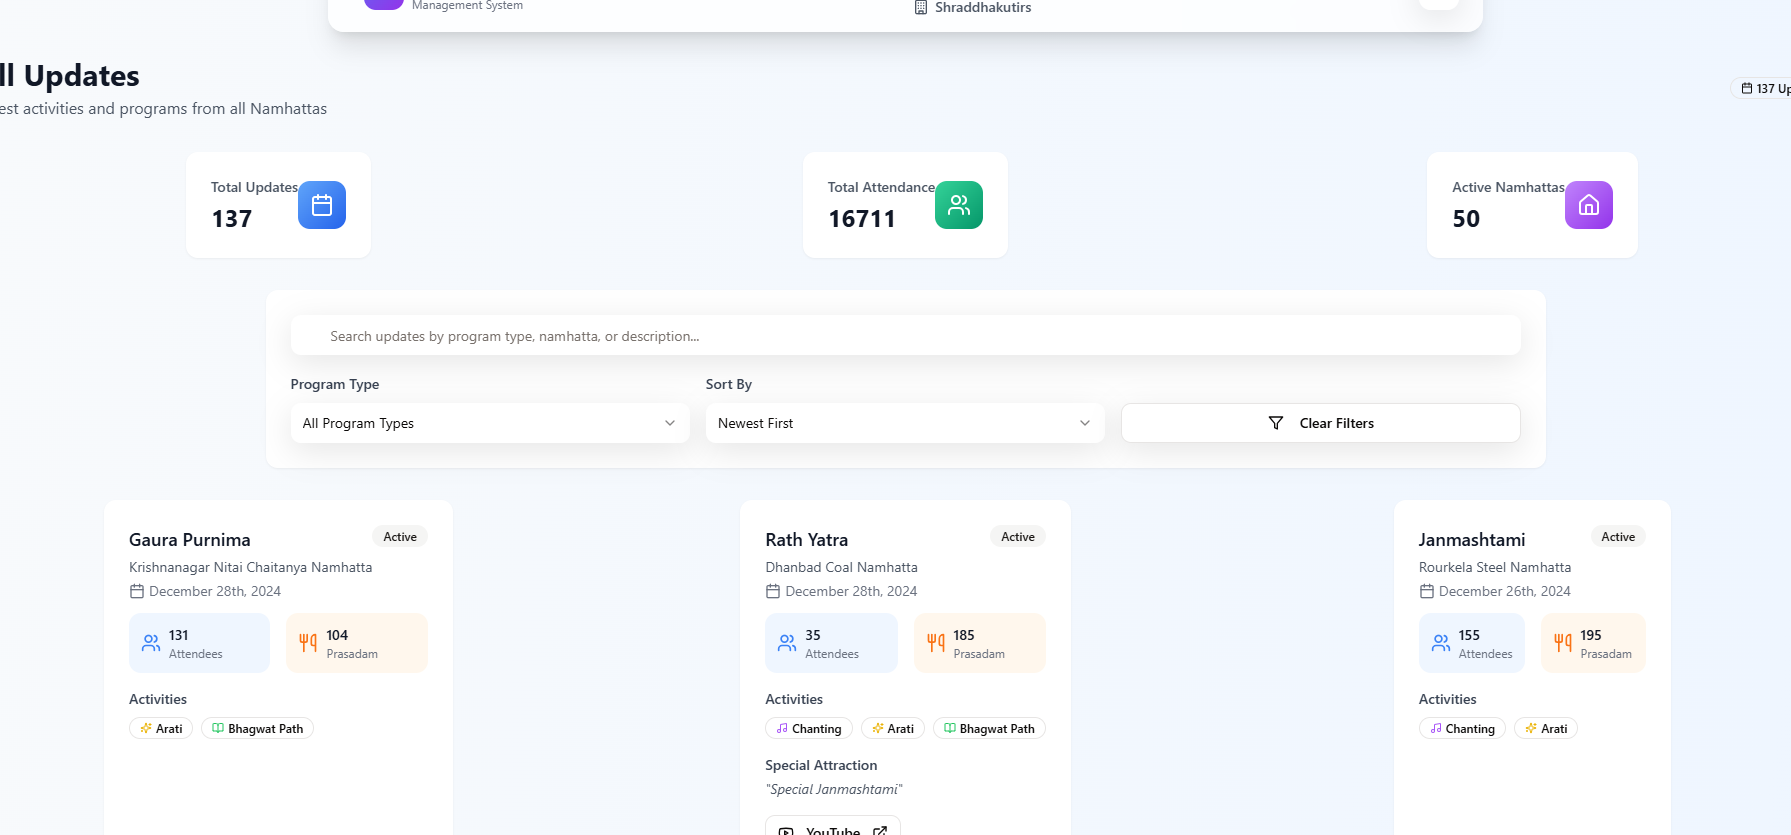 Management System
Shraddhakutirs
ll Updates
est activities and programs from all Namhattas
137 Up
Total Updates
137
Total Attendance
16711
Active Namhattas
50
Search updates by program type, namhatta, or description...
Program Type
Sort By
All Program Types
Newest First
Clear Filters
Gaura Purnima
Active
Krishnanagar Nitai Chaitanya Namhatta
December 28th, 2024
131
Attendees
104
Prasadam
Activities
Arati
Bhagwat Path
Rath Yatra
Active
Dhanbad Coal Namhatta
December 28th, 2024
35
Attendees
185
Prasadam
Activities
Chanting
Arati
Bhagwat Path
Special Attraction
"Special Janmashtami"
YouTube
Janmashtami
Active
Rourkela Steel Namhatta
December 26th, 2024
155
Attendees
195
Prasadam
Activities
Chanting
Arati